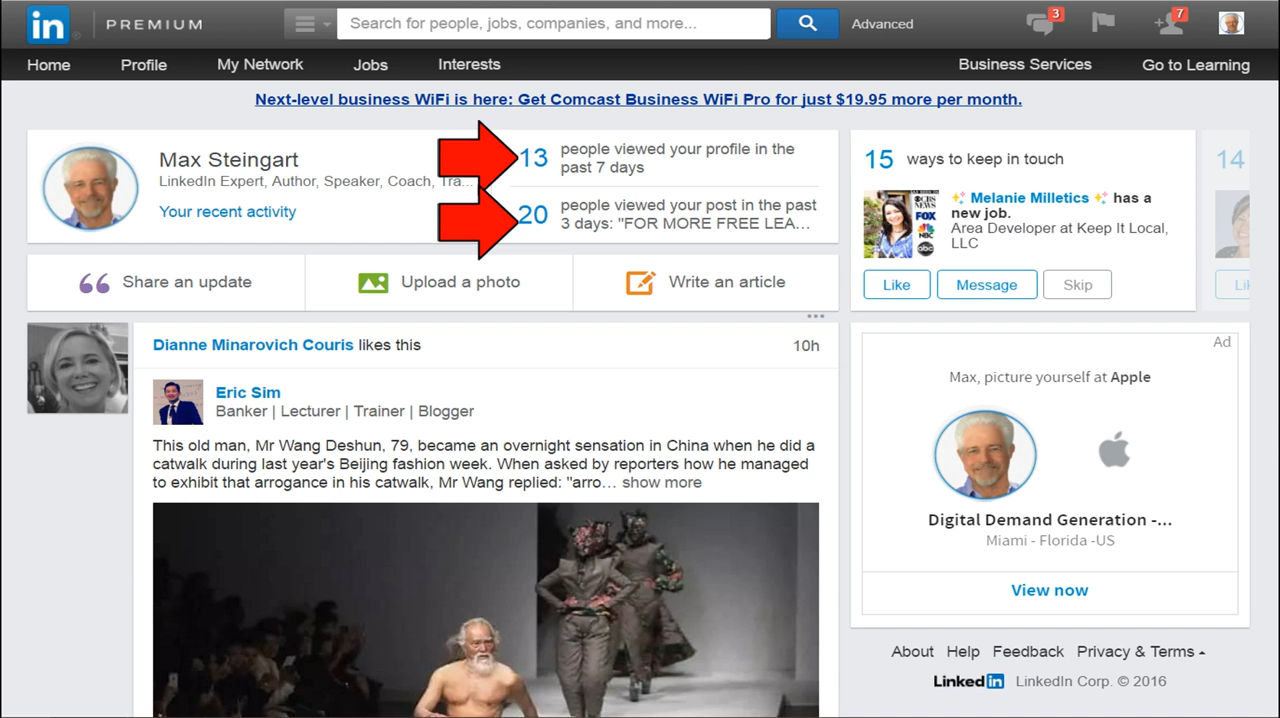 in PREMIUM
Search for people, jobs, companies, and more...
Advanced
3
7
Home Profile My Network Jobs Interests Business Services Go to Learning
Next-level business WiFi is here: Get Comcast Business WiFi Pro for just $19.95 more per month.
Max Steingart
LinkedIn Expert, Author, Speaker, Coach, Tra...
Your recent activity
13 people viewed your profile in the
past 7 days
20 people viewed your post in the past
3 days: "FOR MORE FREE LEA...
15 ways to keep in touch
14
Melanie Milletics has a
new job.
Area Developer at Keep It Local,
LLC
CBS
NEWS
FOX
NBC
abc
Like Message Skip
Share an update
Upload a photo
Write an article
Dianne Minarovich Couris likes this 10h
Eric Sim
Banker | Lecturer | Trainer | Blogger
This old man, Mr Wang Deshun, 79, became an overnight sensation in China when he did a
catwalk during last year's Beijing fashion week. When asked by reporters how he managed
to exhibit that arrogance in his catwalk, Mr Wang replied: "arro... show more
Ad
Max, picture yourself at Apple
Digital Demand Generation -...
Miami - Florida -US
View now
About Help Feedback Privacy & Terms
Linked in LinkedIn Corp. © 2016